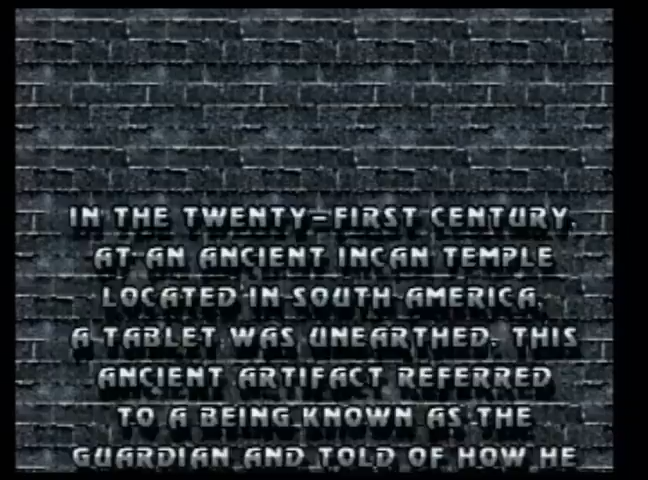 IN THE TWENTY-FIRST CENTURY,
AT AN ANCIENT INCAN TEMPLE
LOCATED IN SOUTH AMERICA,
A TABLET WAS UNEARTHED. THIS
ANCIENT ARTIFACT REFERRED
TO A BEING KNOWN AS THE
GUARDIAN AND TOLD OF HOW HE